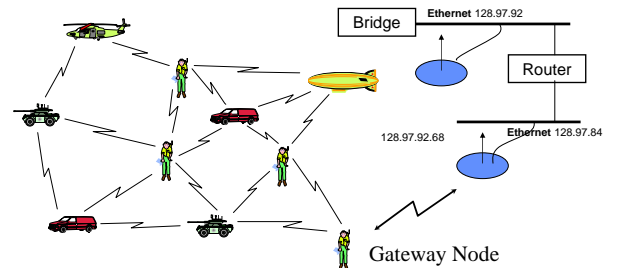 Ethernet 128.97.92
Bridge
Router
128.97.92.68
Ethernet 128.97.84
Gateway Node